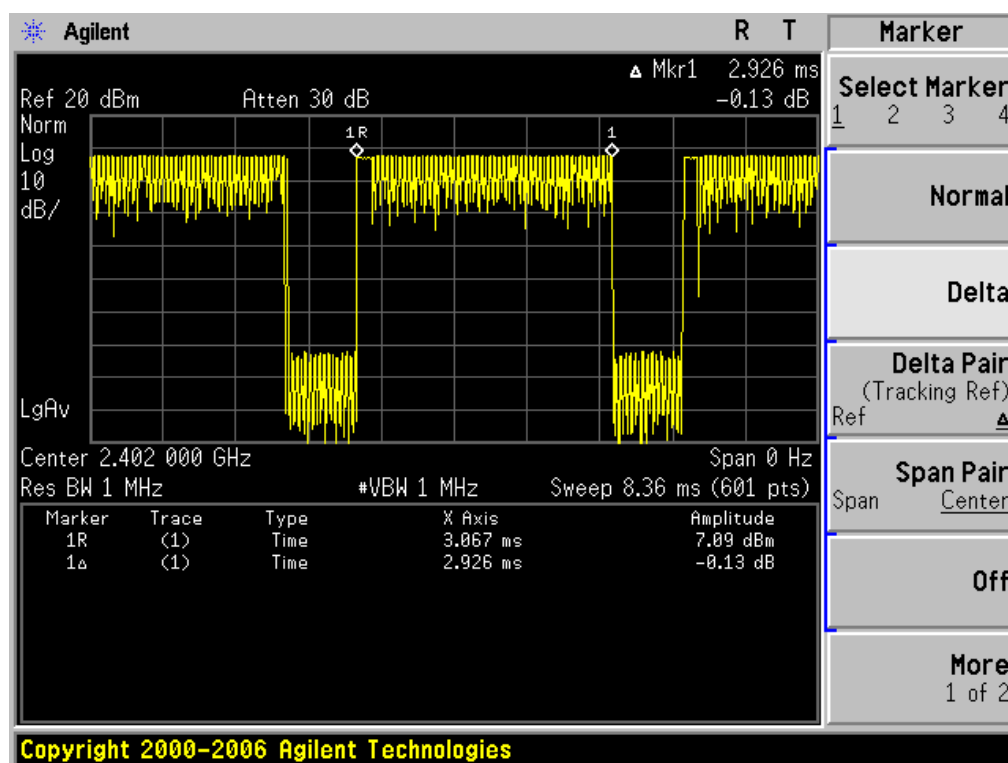 Agilent R T
Δ Mkr1 2.926 ms
Ref 20 dBm Atten 30 dB -0.13 dB
Norm
Log
10
dB/
1R 1
LgAv
Center 2.402 000 GHz Span 0 Hz
Res BW 1 MHz #VBW 1 MHz Sweep 8.36 ms (601 pts)
Marker Trace Type X Axis Amplitude
1R (1) Time 3.067 ms 7.09 dBm
1Δ (1) Time 2.926 ms -0.13 dB
Copyright 2000-2006 Agilent Technologies
Marker
Select Marker
1 2 3 4
Normal
Delta
Delta Pair
(Tracking Ref)
Ref Δ
Span Pair
Span Center
Off
More
1 of 2